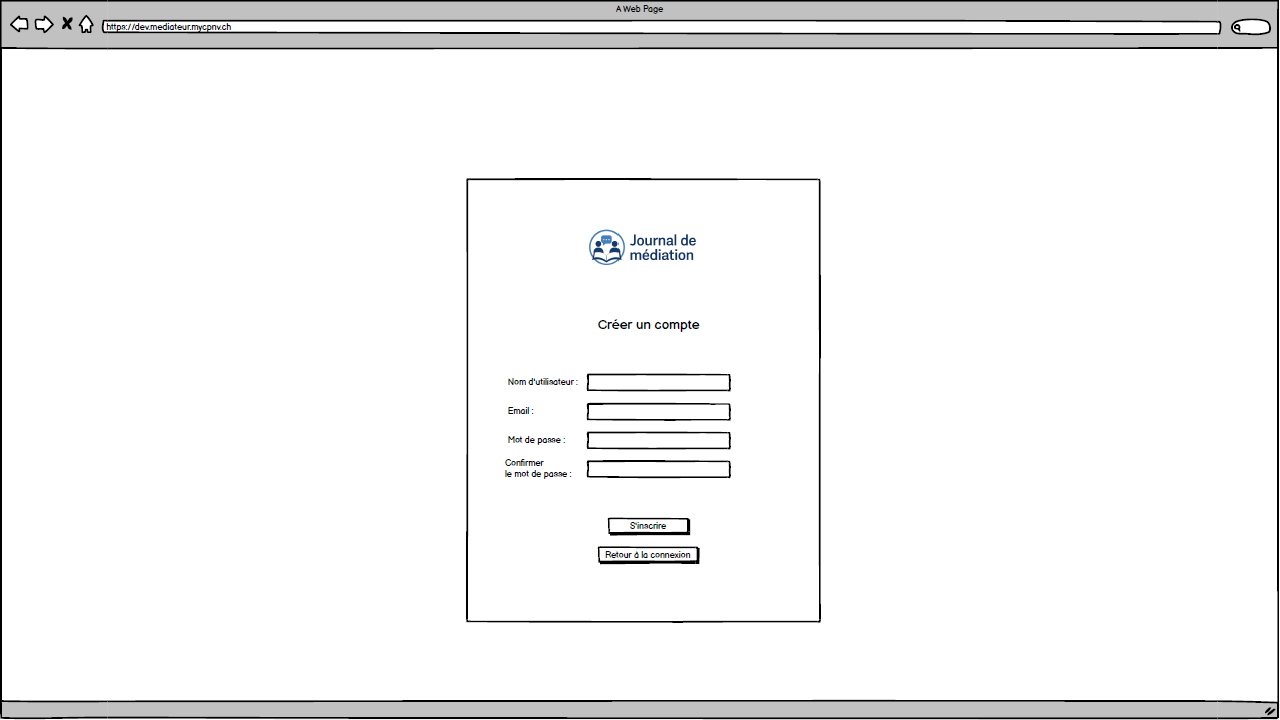 A Web Page
https://dev.mediateur.mycpnv.ch
Journal de
médiation
Créer un compte
Nom d'utilisateur :
Email :
Mot de passe :
Confirmer
le mot de passe :
S'inscrire
Retour à la connexion